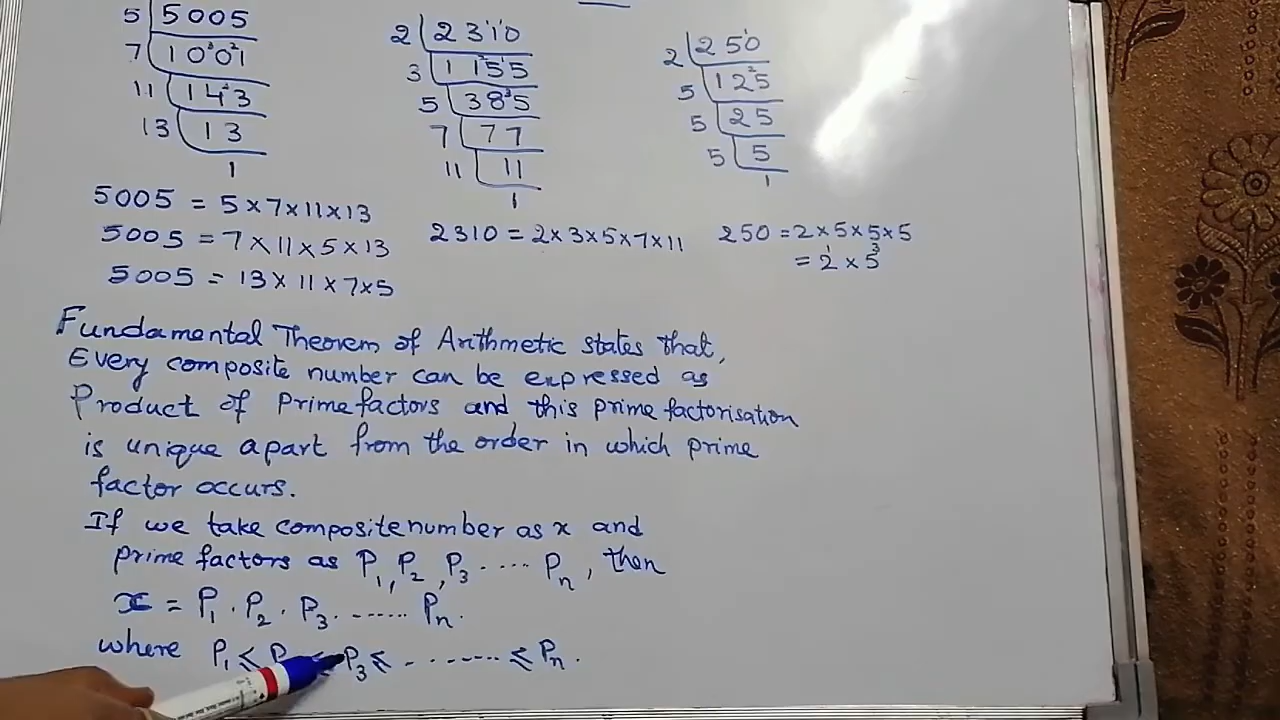 5 5005
7 1001
11 143
13 13
1
2 2310
3 1155
5 385
7 77
11 11
1
2 250
5 125
5 25
5 5
1
5005 = 5×7×11×13
5005 = 7×11×5×13
5005 = 13×11×7×5
2310 = 2×3×5×7×11
250 = 2×5×5×5
= 2¹×5³
Fundamental Theorem of Arithmetic states that,
Every composite number can be expressed as
Product of Prime factors and this prime factorisation
is unique apart from the order in which prime
factor occurs.
If we take composite number as x and
prime factors as P₁, P₂, P₃ ..... Pₙ, then
x = P₁ . P₂ . P₃ ....... Pₙ.
where P₁ ≤ P ≤ P₃ ≤ ......... ≤ Pₙ.